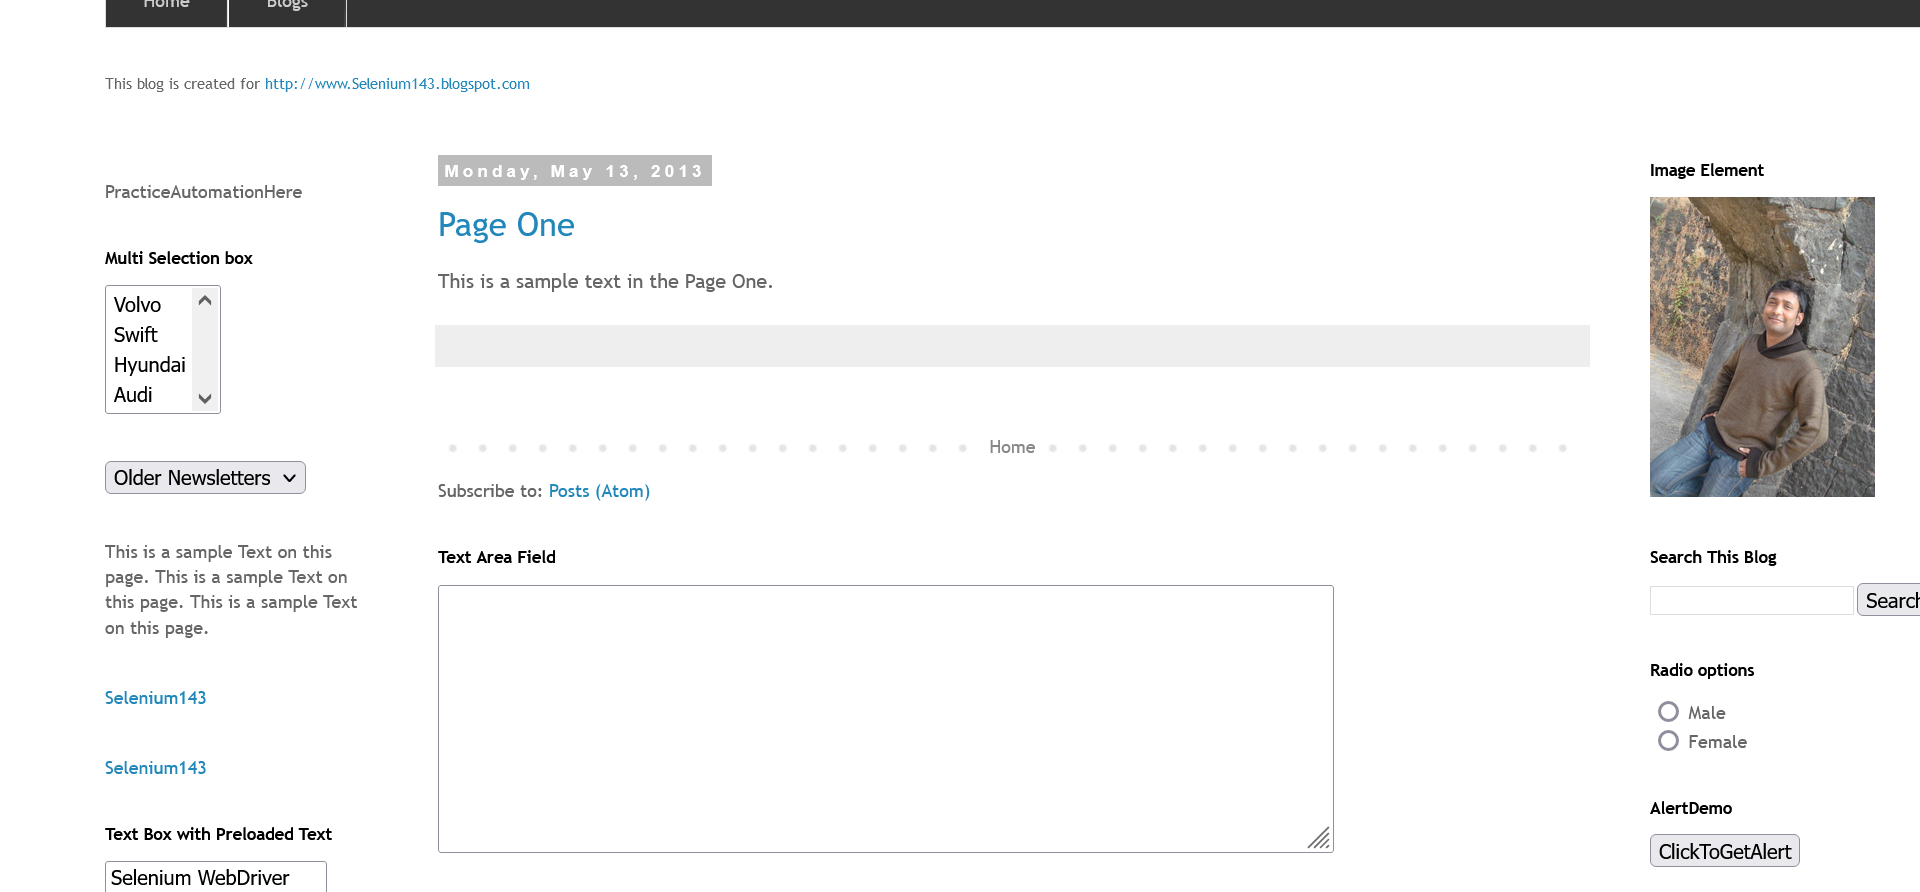 Home
Blogs
This blog is created for http://www.Selenium143.blogspot.com
PracticeAutomationHere
Multi Selection box
Volvo
Swift
Hyundai
Audi
Older Newsletters
This is a sample Text on this
page. This is a sample Text on
this page. This is a sample Text
on this page.
Selenium143
Selenium143
Text Box with Preloaded Text
Selenium WebDriver
Monday, May 13, 2013
Page One
This is a sample text in the Page One.
Home
Subscribe to: Posts (Atom)
Text Area Field
Image Element
Search This Blog
Search
Radio options
Male
Female
AlertDemo
ClickToGetAlert